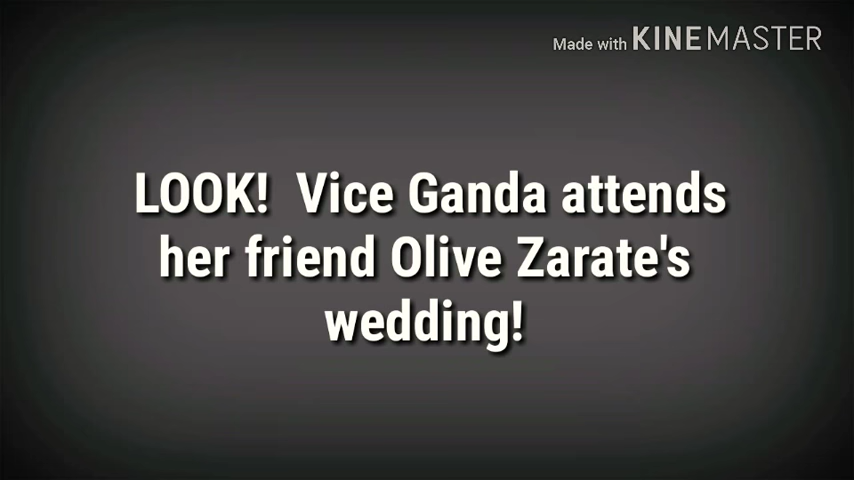 Made with KINEMASTER
LOOK! Vice Ganda attends
her friend Olive Zarate's
wedding!